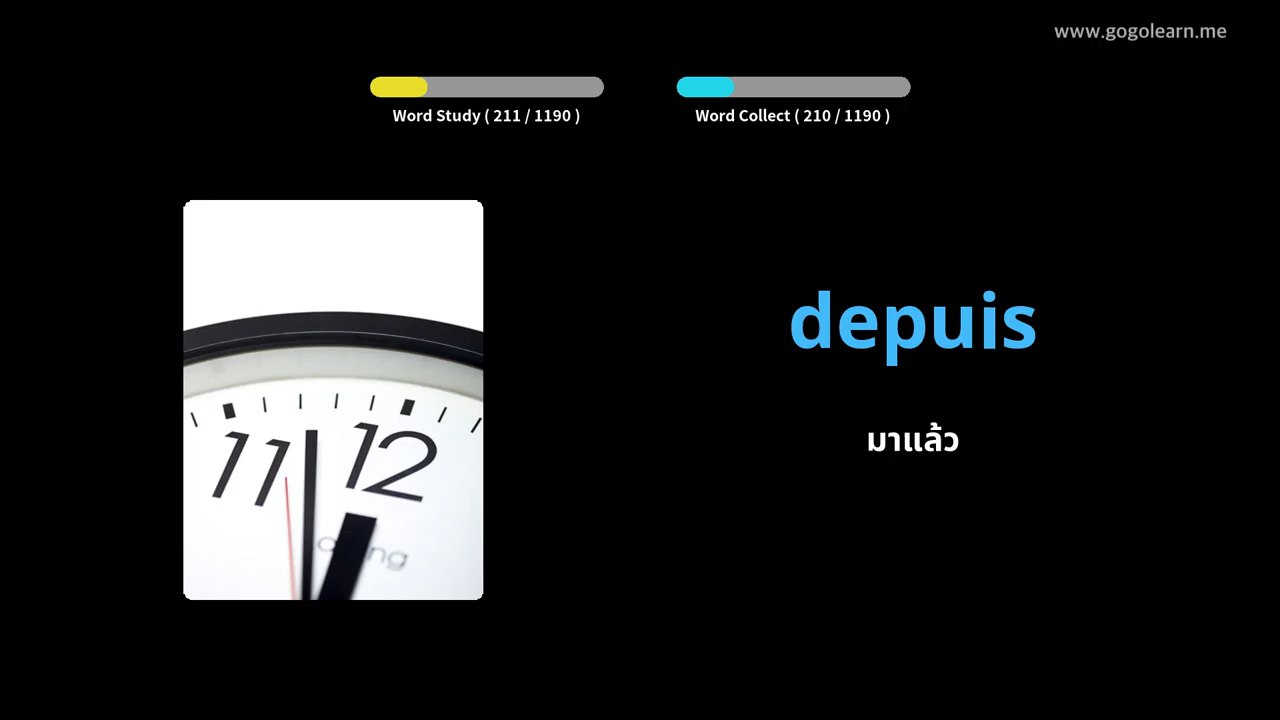 www.gogolearn.me
Word Study ( 211 / 1190 )
Word Collect ( 210 / 1190 )
11 12
depuis
มาแล้ว